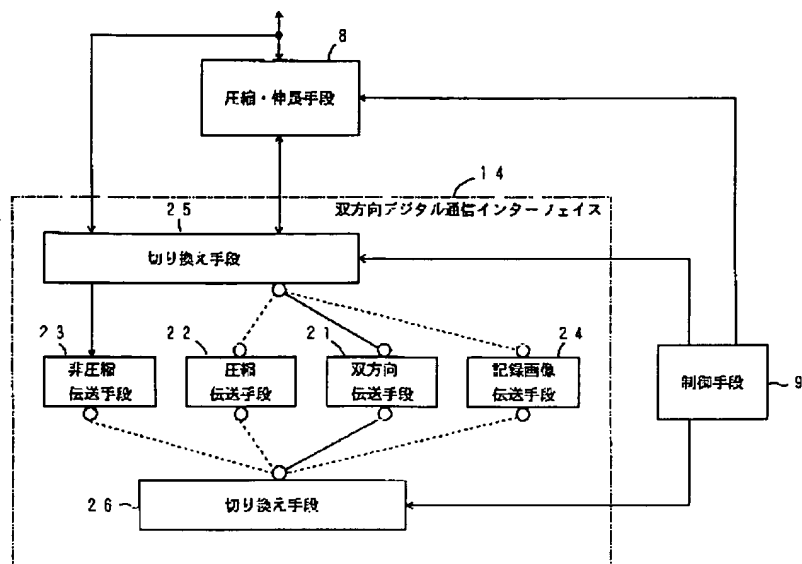 8
圧縮・伸長手段
14
双方向デジタル通信インターフェイス
25
切り換え手段
23
非圧縮
伝送手段
22
圧縮
伝送手段
21
双方向
伝送手段
24
記録画像
伝送手段
制御手段
9
26
切り換え手段